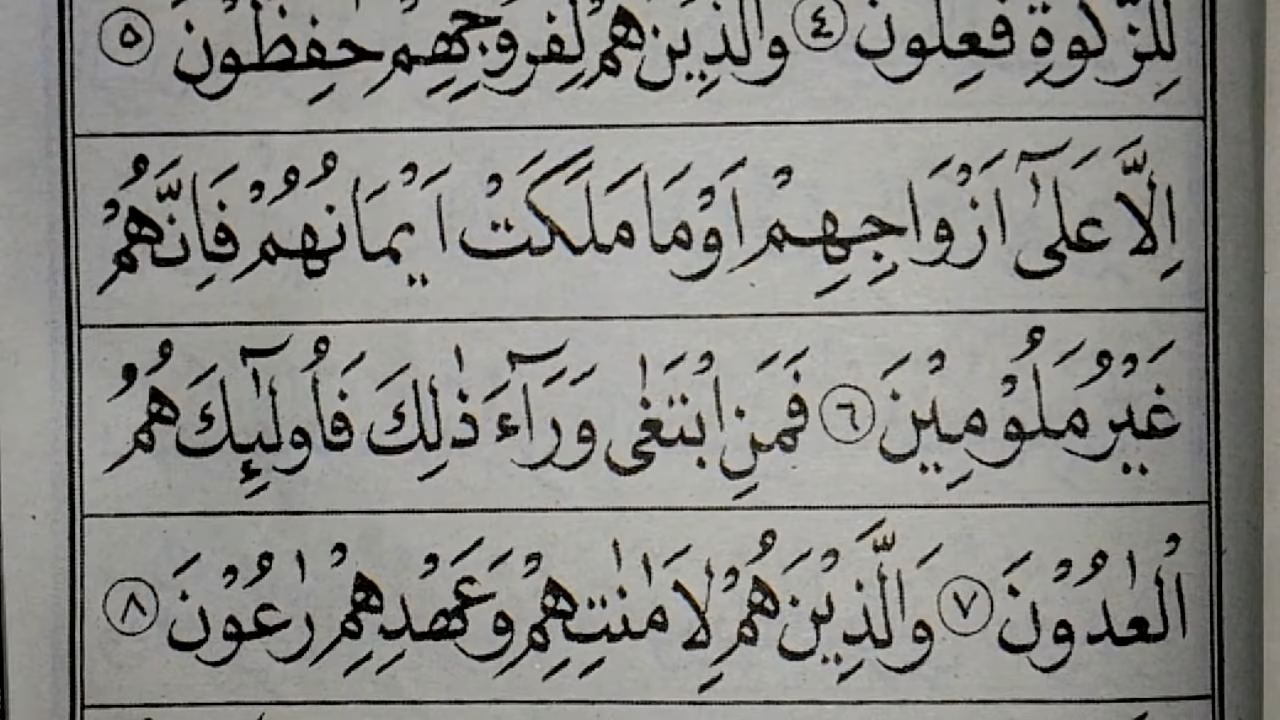 لِلزَّكٰوةِ فٰعِلُوْنَ ۝٤ وَالَّذِيْنَ هُمْ لِفُرُوْجِهِمْ حٰفِظُوْنَ ۝٥
اِلَّا عَلٰٓى اَزْوَاجِهِمْ اَوْ مَا مَلَكَتْ اَيْمَانُهُمْ فَاِنَّهُمْ
غَيْرُ مَلُوْمِيْنَ ۝٦ فَمَنِ ابْتَغٰى وَرَآءَ ذٰلِكَ فَاُولٰٓئِكَ هُمُ
الْعٰدُوْنَ ۝٧ وَالَّذِيْنَ هُمْ لِاَمٰنٰتِهِمْ وَعَهْدِهِمْ رٰعُوْنَ ۝٨